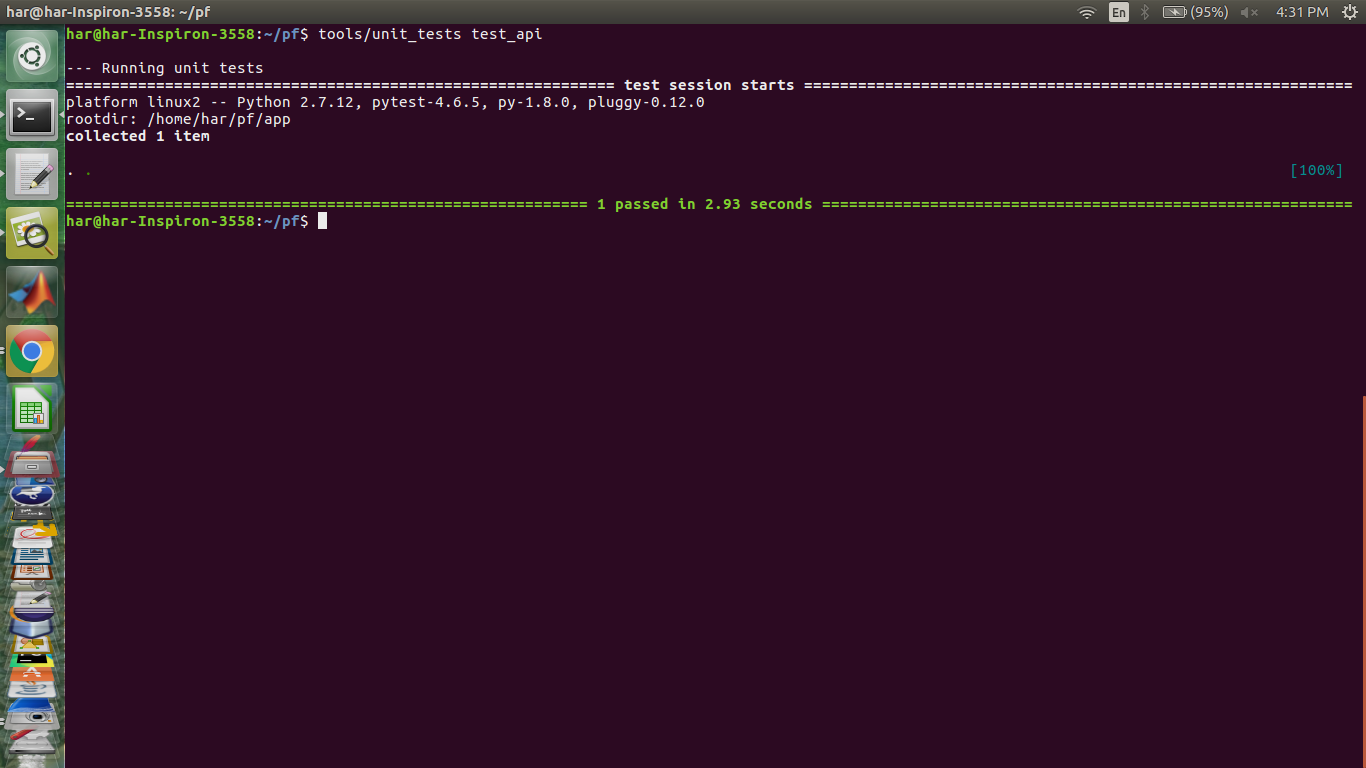 har@har-Inspiron-3558: ~/pf
En
(95%)
4:31 PM
har@har-Inspiron-3558:~/pf$ tools/unit_tests test_api
--- Running unit tests
============================================================= test session starts =============================================================
platform linux2 -- Python 2.7.12, pytest-4.6.5, py-1.8.0, pluggy-0.12.0
rootdir: /home/har/pf/app
collected 1 item
. . [100%]
========================================================== 1 passed in 2.93 seconds ===========================================================
har@har-Inspiron-3558:~/pf$